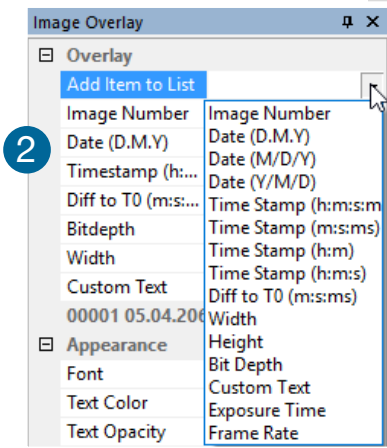 Image Overlay
Overlay
Add Item to List
2
Image Number
Date (D.M.Y)
Timestamp (h:...
Diff to T0 (m:s:...
Bitdepth
Width
Custom Text
00001 05.04.206
Appearance
Font
Text Color
Text Opacity
Image Number
Date (D.M.Y)
Date (M/D/Y)
Date (Y/M/D)
Time Stamp (h:m:s:m
Time Stamp (m:s:ms)
Time Stamp (h:m)
Time Stamp (h:m:s)
Diff to T0 (m:s:ms)
Width
Height
Bit Depth
Custom Text
Exposure Time
Frame Rate